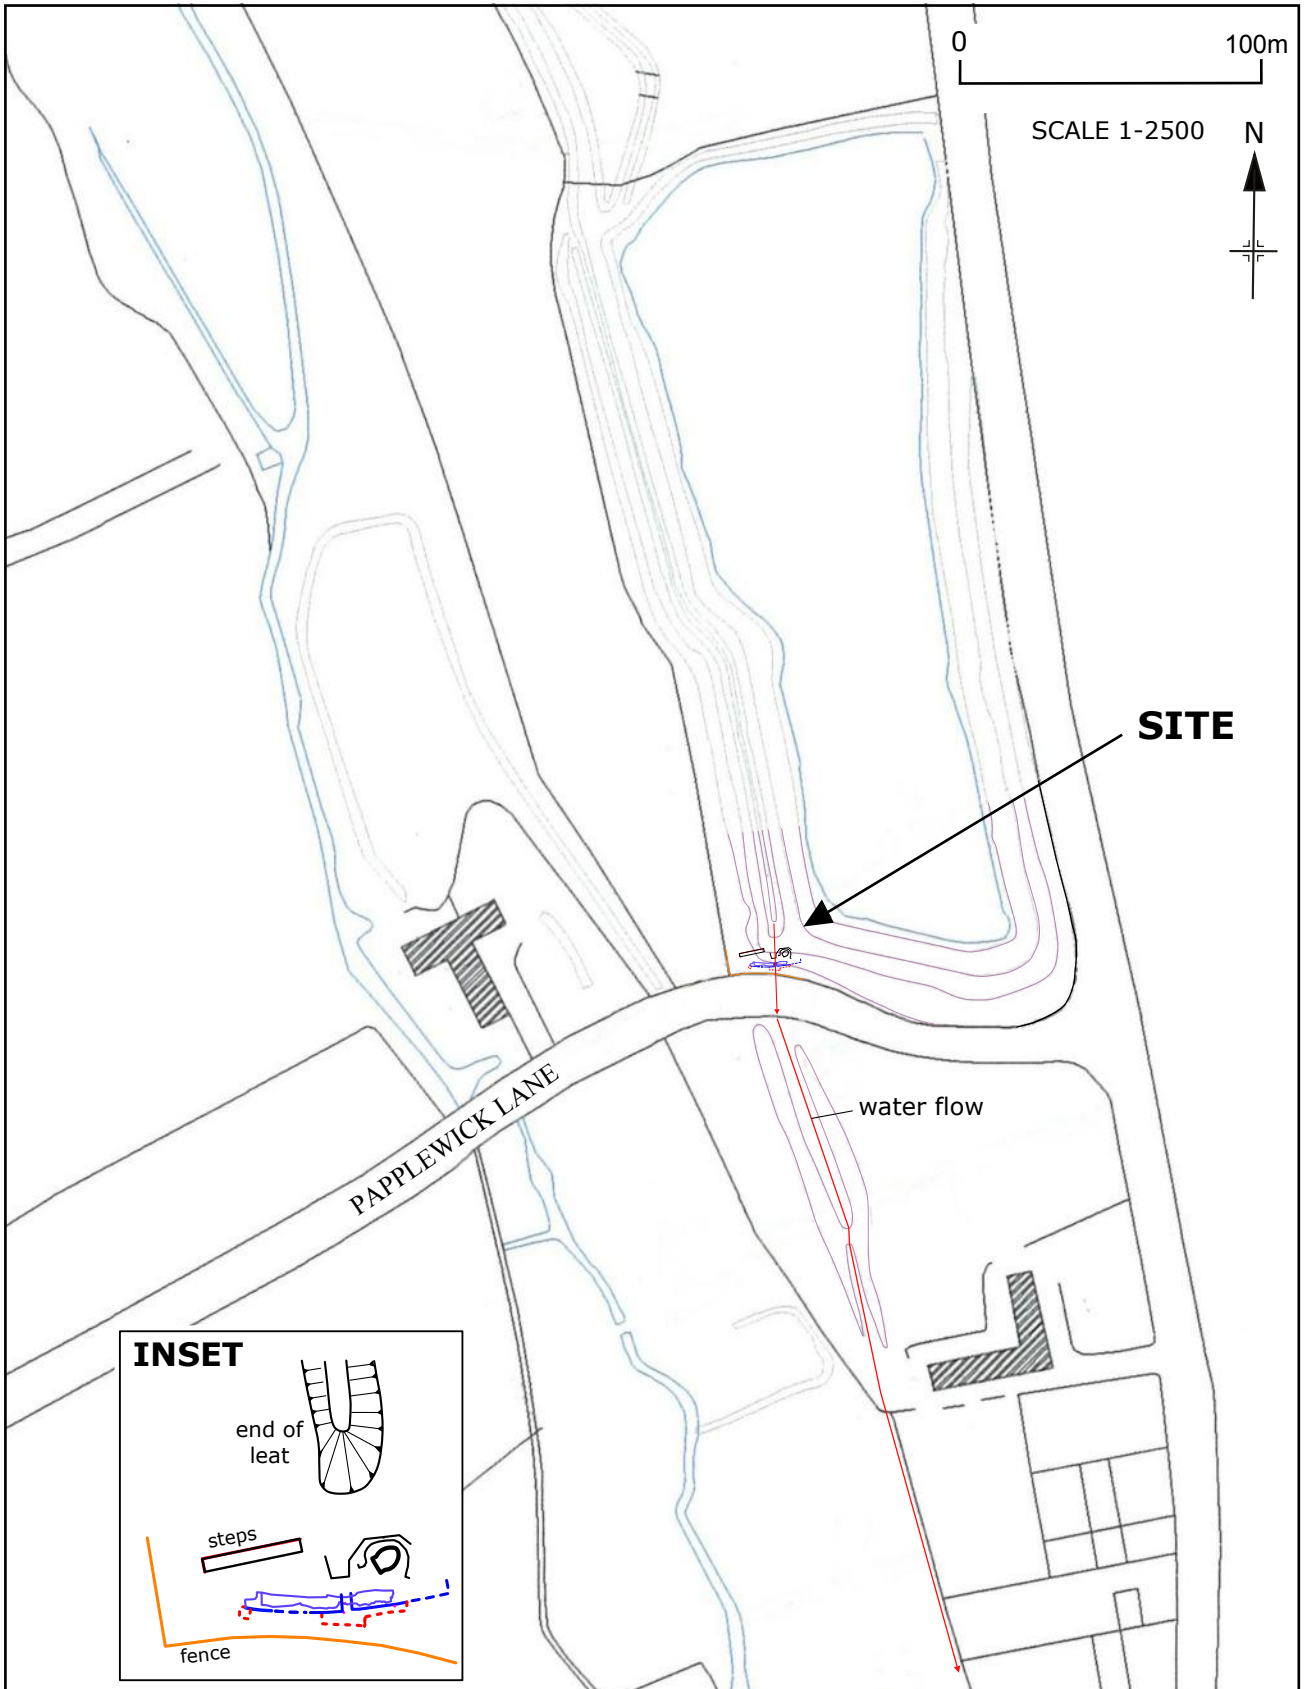 0 100m
SCALE 1-2500 N
SITE
water flow
PAPPLEWICK LANE
INSET
end of
leat
steps
fence